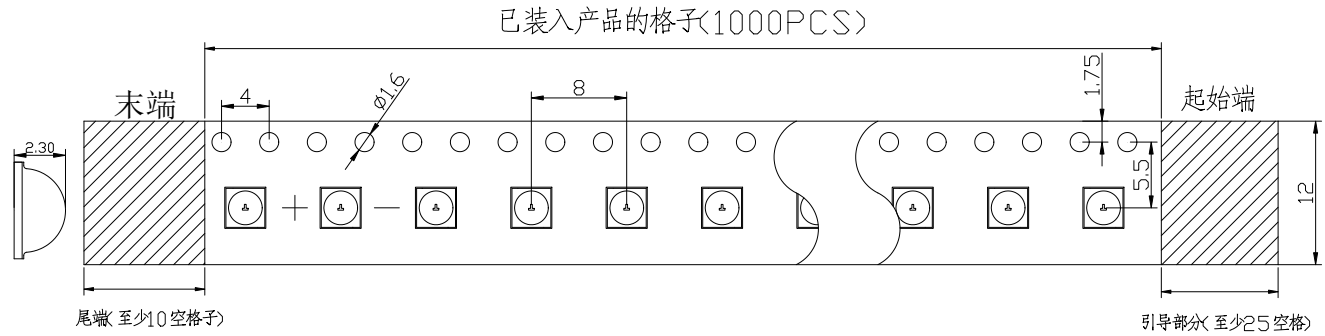 已装入产品的格子(1000PCS)
末端
4
Ø1.6
8
1.75
起始端
2.30
5.5
12
尾端(至少10空格子)
引导部分(至少25空格)